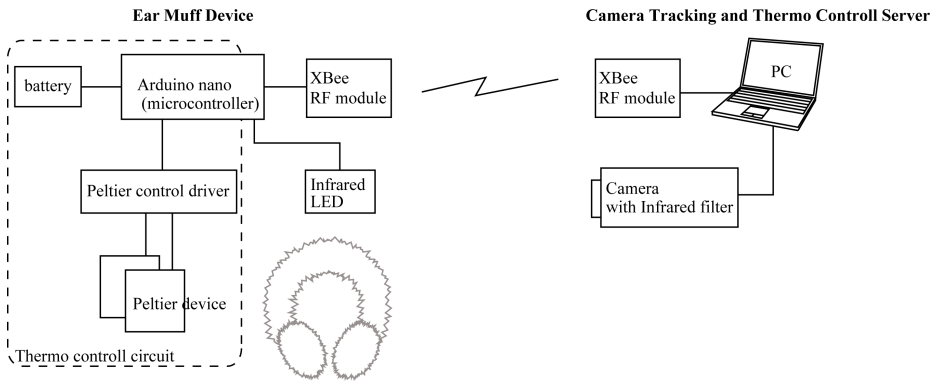 Ear Muff Device
Camera Tracking and Thermo Controll Server
battery
Arduino nano
(microcontroller)
XBee
RF module
XBee
RF module
PC
Peltier control driver
Infrared
LED
Camera
with Infrared filter
Peltier device
Thermo controll circuit